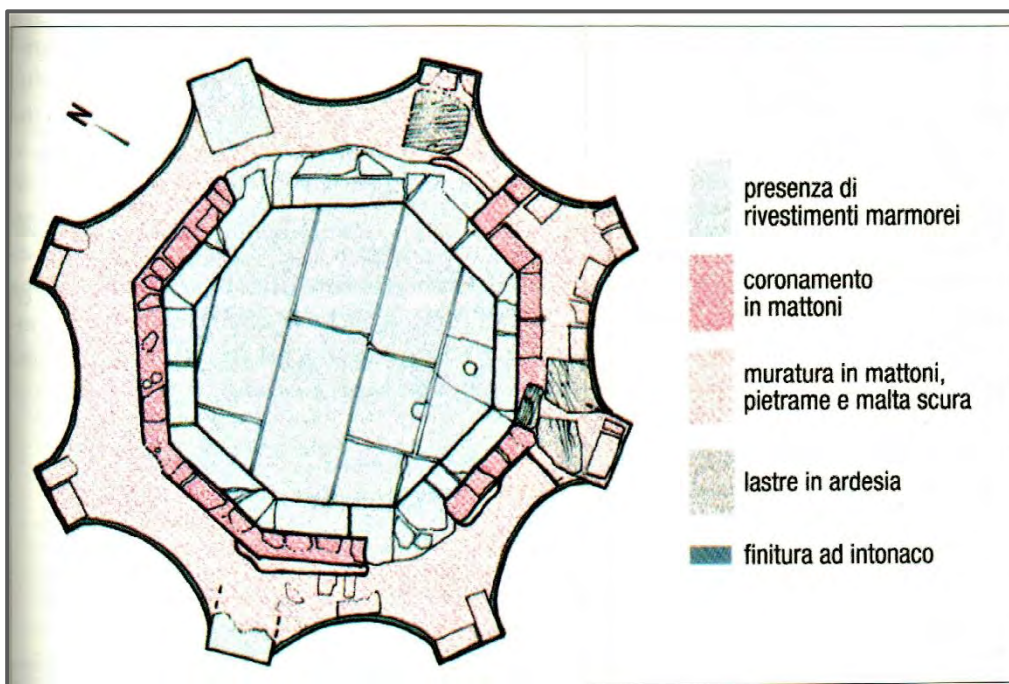 N
presenza di
rivestimenti marmorei
coronamento
in mattoni
muratura in mattoni,
pietrame e malta scura
lastre in ardesia
finitura ad intonaco